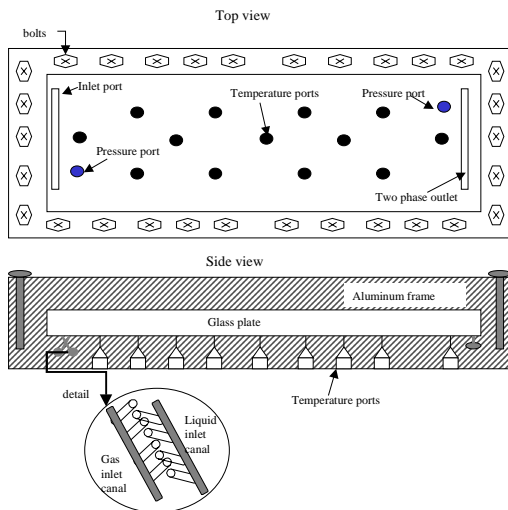 Top view
bolts
Inlet port
Temperature ports
Pressure port
Pressure port
Two phase outlet
Side view
Aluminum frame
Glass plate
detail
Temperature ports
Liquid
inlet
canal
Gas
inlet
canal